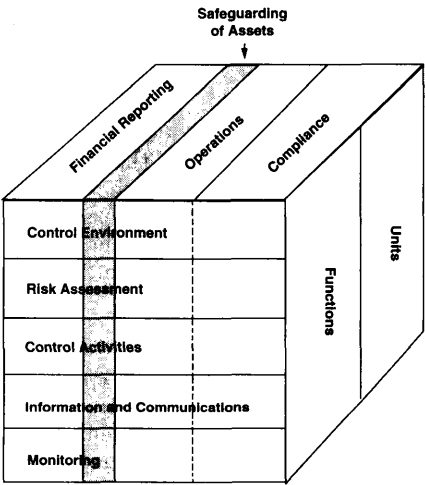 Safeguarding
of Assets
Financial Reporting
Operations
Compliance
Control Environment
Risk Assessment
Control Activities
Information and Communications
Monitoring
Functions
Units